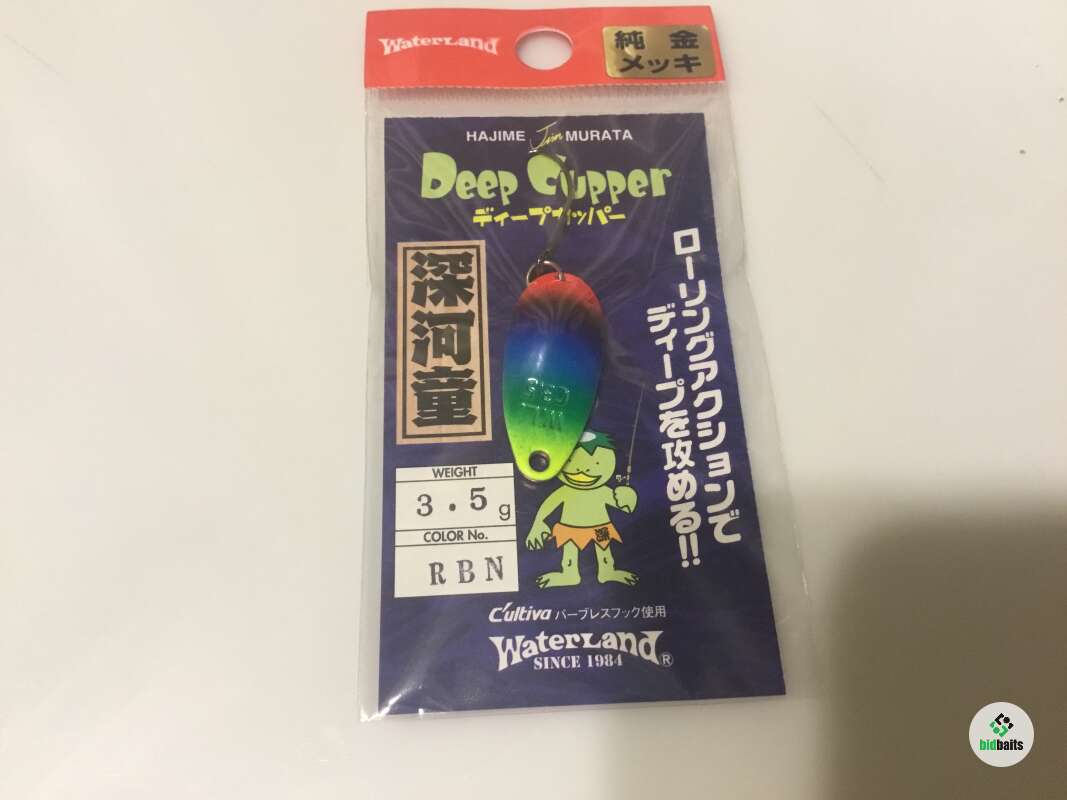 WATERLAND
純金
メッキ
HAJIME Jim MURATA
Deep Cupper
ディープカッパー
深河童
ローリングアクションで
ディープを攻める!!
WEIGHT
3.5g
COLOR No.
RBN
深
C'ultiva バーブレスフック使用
WATERLAND®
SINCE 1984
bidbaits